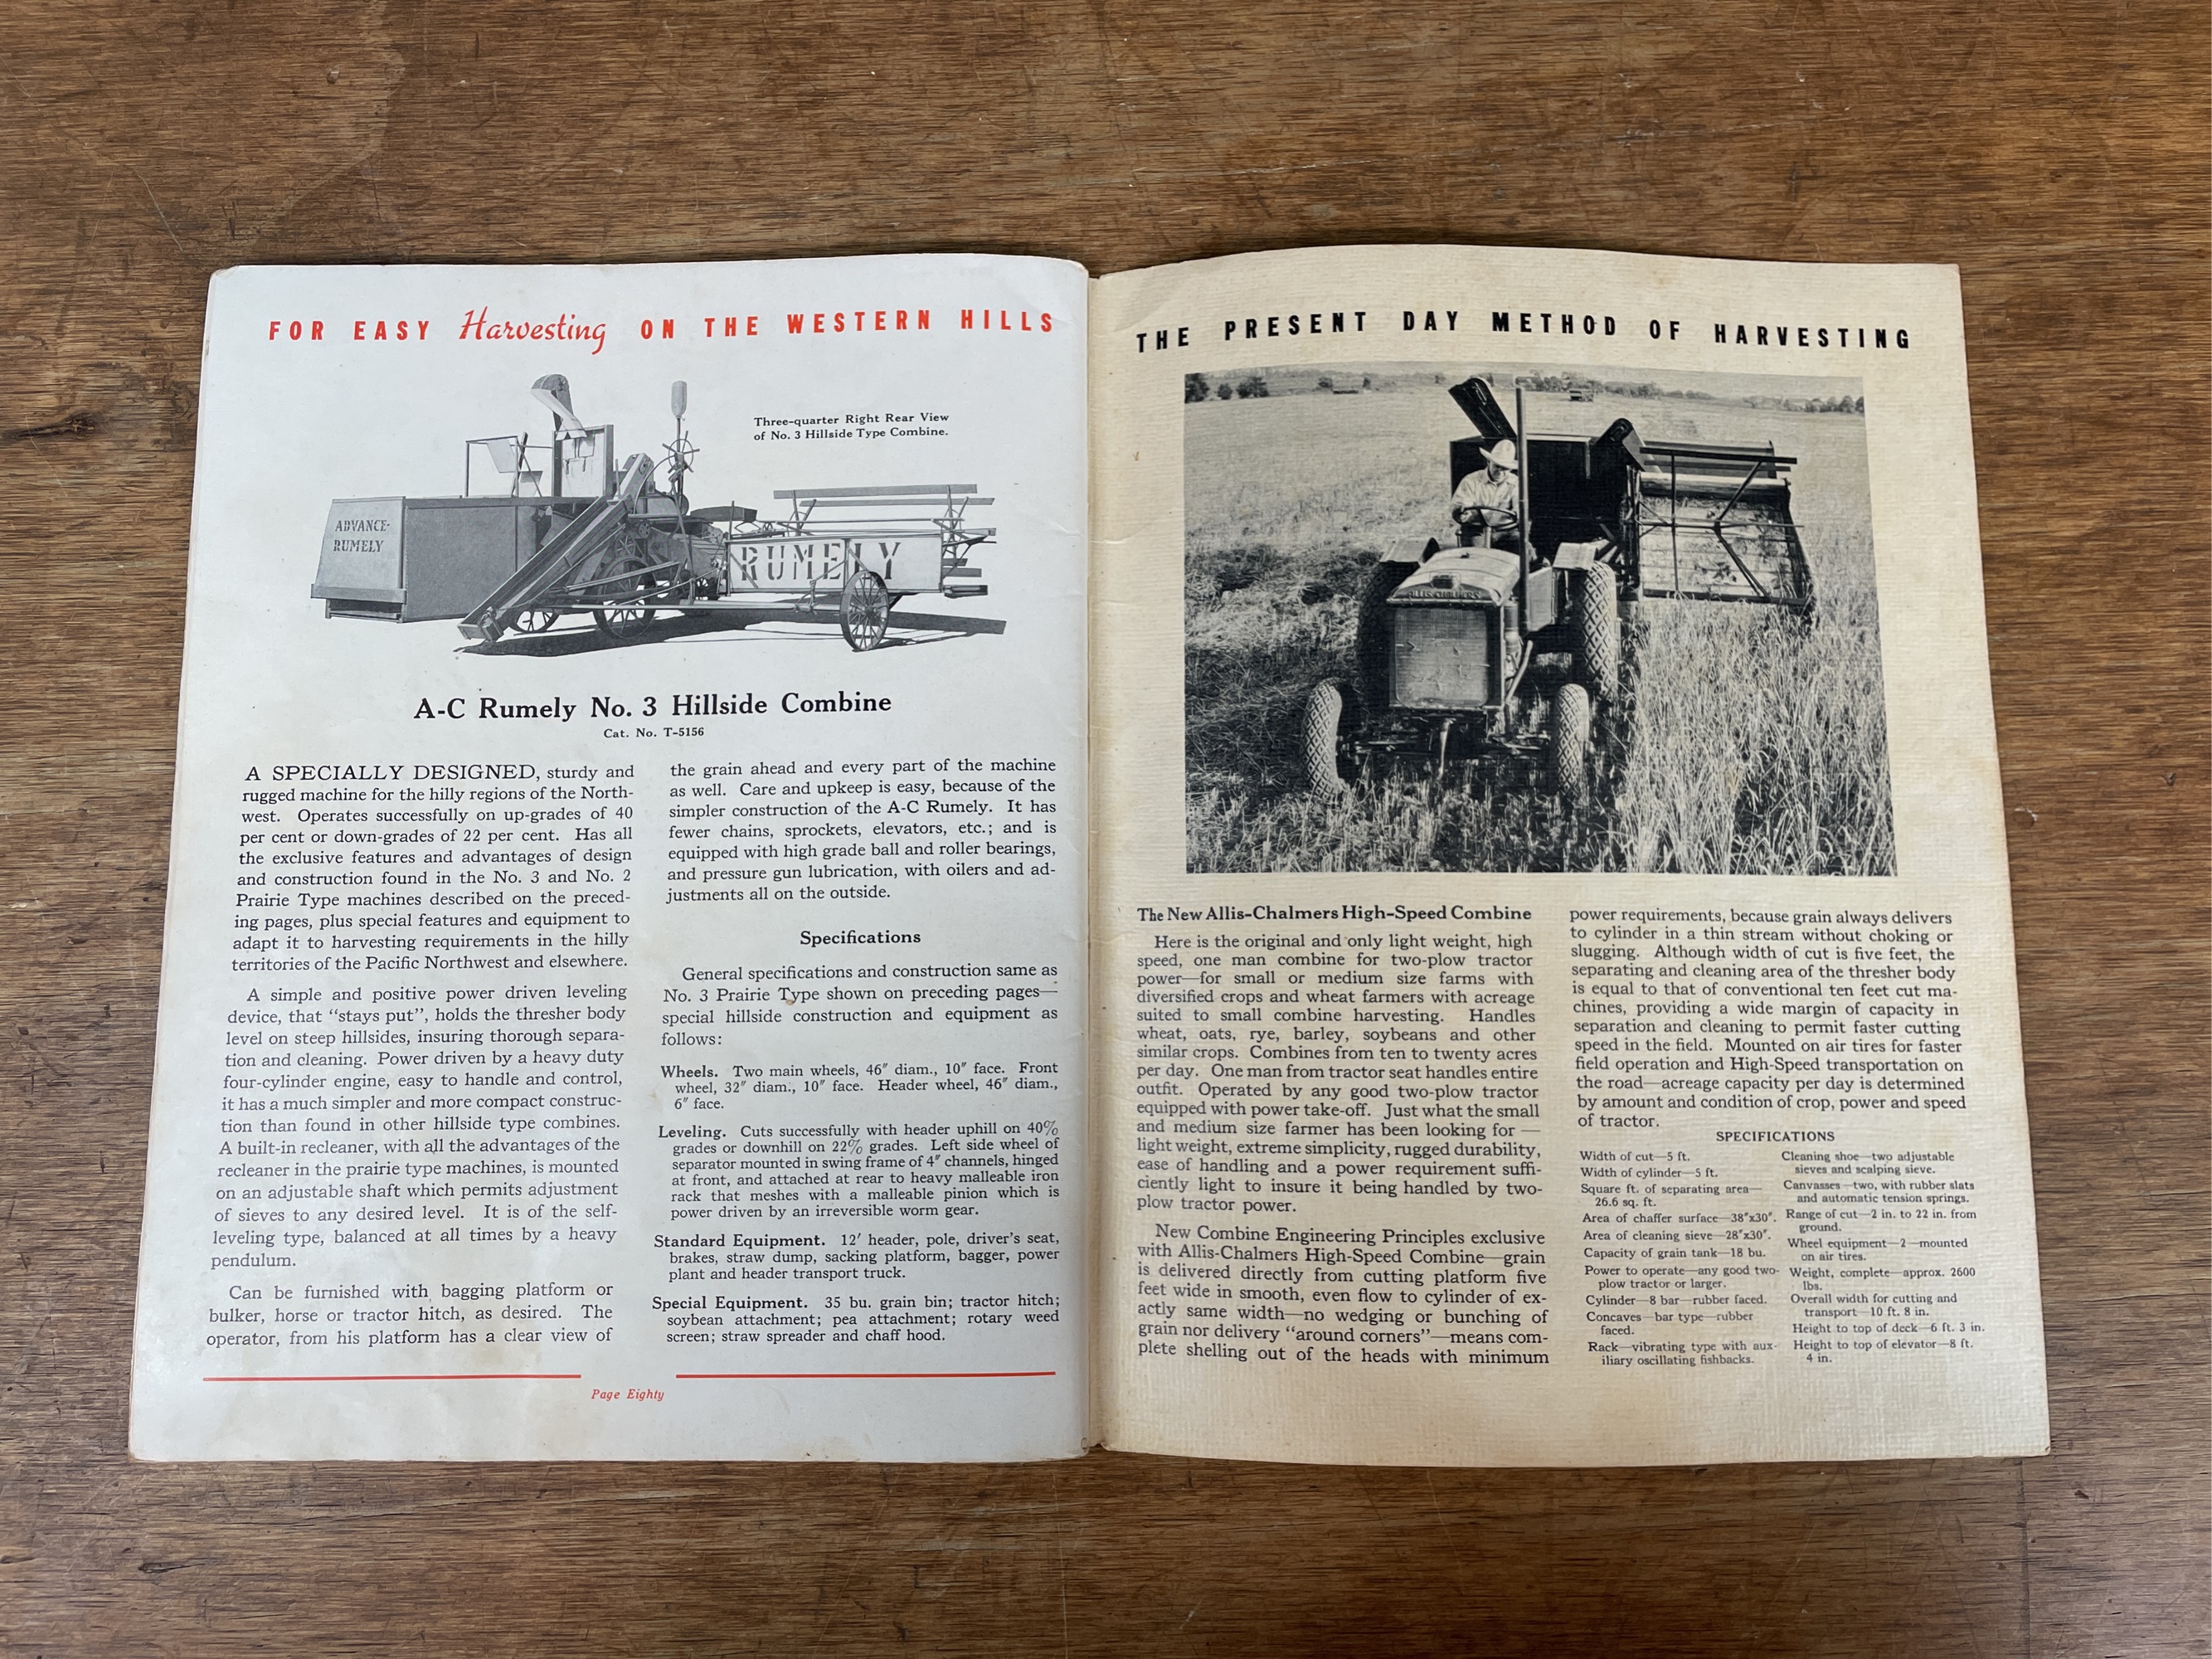 FOR EASY Harvesting ON THE WESTERN HILLS
Three-quarter Right Rear View
of No. 3 Hillside Type Combine.
ADVANCE-
RUMELY
RUMELY
A-C Rumely No. 3 Hillside Combine
Cat. No. T-5156
A SPECIALLY DESIGNED, sturdy and
rugged machine for the hilly regions of the North-
west. Operates successfully on up-grades of 40
per cent or down-grades of 22 per cent. Has all
the exclusive features and advantages of design
and construction found in the No. 3 and No. 2
Prairie Type machines described on the preced-
ing pages, plus special features and equipment to
adapt it to harvesting requirements in the hilly
territories of the Pacific Northwest and elsewhere.
A simple and positive power driven leveling
device, that "stays put", holds the thresher body
level on steep hillsides, insuring thorough separa-
tion and cleaning. Power driven by a heavy duty
four-cylinder engine, easy to handle and control,
it has a much simpler and more compact construc-
tion than found in other hillside type combines.
A built-in recleaner, with all the advantages of the
recleaner in the prairie type machines, is mounted
on an adjustable shaft which permits adjustment
of sieves to any desired level. It is of the self-
leveling type, balanced at all times by a heavy
pendulum.
Can be furnished with bagging platform or
bulker, horse or tractor hitch, as desired. The
operator, from his platform has a clear view of
the grain ahead and every part of the machine
as well. Care and upkeep is easy, because of the
simpler construction of the A-C Rumely. It has
fewer chains, sprockets, elevators, etc.; and is
equipped with high grade ball and roller bearings,
and pressure gun lubrication, with oilers and ad-
justments all on the outside.
Specifications
General specifications and construction same as
No. 3 Prairie Type shown on preceding pages—
special hillside construction and equipment as
follows:
Wheels. Two main wheels, 46″ diam., 10″ face. Front
wheel, 32″ diam., 10″ face. Header wheel, 46″ diam.,
6″ face.
Leveling. Cuts successfully with header uphill on 40%
grades or downhill on 22% grades. Left side wheel of
separator mounted in swing frame of 4″ channels, hinged
at front, and attached at rear to heavy malleable iron
rack that meshes with a malleable pinion which is
power driven by an irreversible worm gear.
Standard Equipment. 12′ header, pole, driver's seat,
brakes, straw dump, sacking platform, bagger, power
plant and header transport truck.
Special Equipment. 35 bu. grain bin; tractor hitch;
soybean attachment; pea attachment; rotary weed
screen; straw spreader and chaff hood.
Page Eighty
THE PRESENT DAY METHOD OF HARVESTING
ALLIS-CHALMERS
The New Allis-Chalmers High-Speed Combine
Here is the original and only light weight, high
speed, one man combine for two-plow tractor
power—for small or medium size farms with
diversified crops and wheat farmers with acreage
suited to small combine harvesting. Handles
wheat, oats, rye, barley, soybeans and other
similar crops. Combines from ten to twenty acres
per day. One man from tractor seat handles entire
outfit. Operated by any good two-plow tractor
equipped with power take-off. Just what the small
and medium size farmer has been looking for —
light weight, extreme simplicity, rugged durability,
ease of handling and a power requirement suffi-
ciently light to insure it being handled by two-
plow tractor power.
New Combine Engineering Principles exclusive
with Allis-Chalmers High-Speed Combine—grain
is delivered directly from cutting platform five
feet wide in smooth, even flow to cylinder of ex-
actly same width—no wedging or bunching of
grain nor delivery "around corners"—means com-
plete shelling out of the heads with minimum
power requirements, because grain always delivers
to cylinder in a thin stream without choking or
slugging. Although width of cut is five feet, the
separating and cleaning area of the thresher body
is equal to that of conventional ten feet cut ma-
chines, providing a wide margin of capacity in
separation and cleaning to permit faster cutting
speed in the field. Mounted on air tires for faster
field operation and High-Speed transportation on
the road—acreage capacity per day is determined
by amount and condition of crop, power and speed
of tractor.
SPECIFICATIONS
Width of cut—5 ft.
Width of cylinder—5 ft.
Square ft. of separating area—
26.6 sq. ft.
Area of chaffer surface—38″x30″.
Area of cleaning sieve—28″x30″.
Capacity of grain tank—18 bu.
Power to operate—any good two-
plow tractor or larger.
Cylinder—8 bar—rubber faced.
Concaves—bar type—rubber
faced.
Rack—vibrating type with aux-
iliary oscillating fishbacks.
Cleaning shoe—two adjustable
sieves and scalping sieve.
Canvasses—two, with rubber slats
and automatic tension springs.
Range of cut—2 in. to 22 in. from
ground.
Wheel equipment—2—mounted
on air tires.
Weight, complete—approx. 2600
lbs.
Overall width for cutting and
transport—10 ft. 8 in.
Height to top of deck—6 ft. 3 in.
Height to top of elevator—8 ft.
4 in.